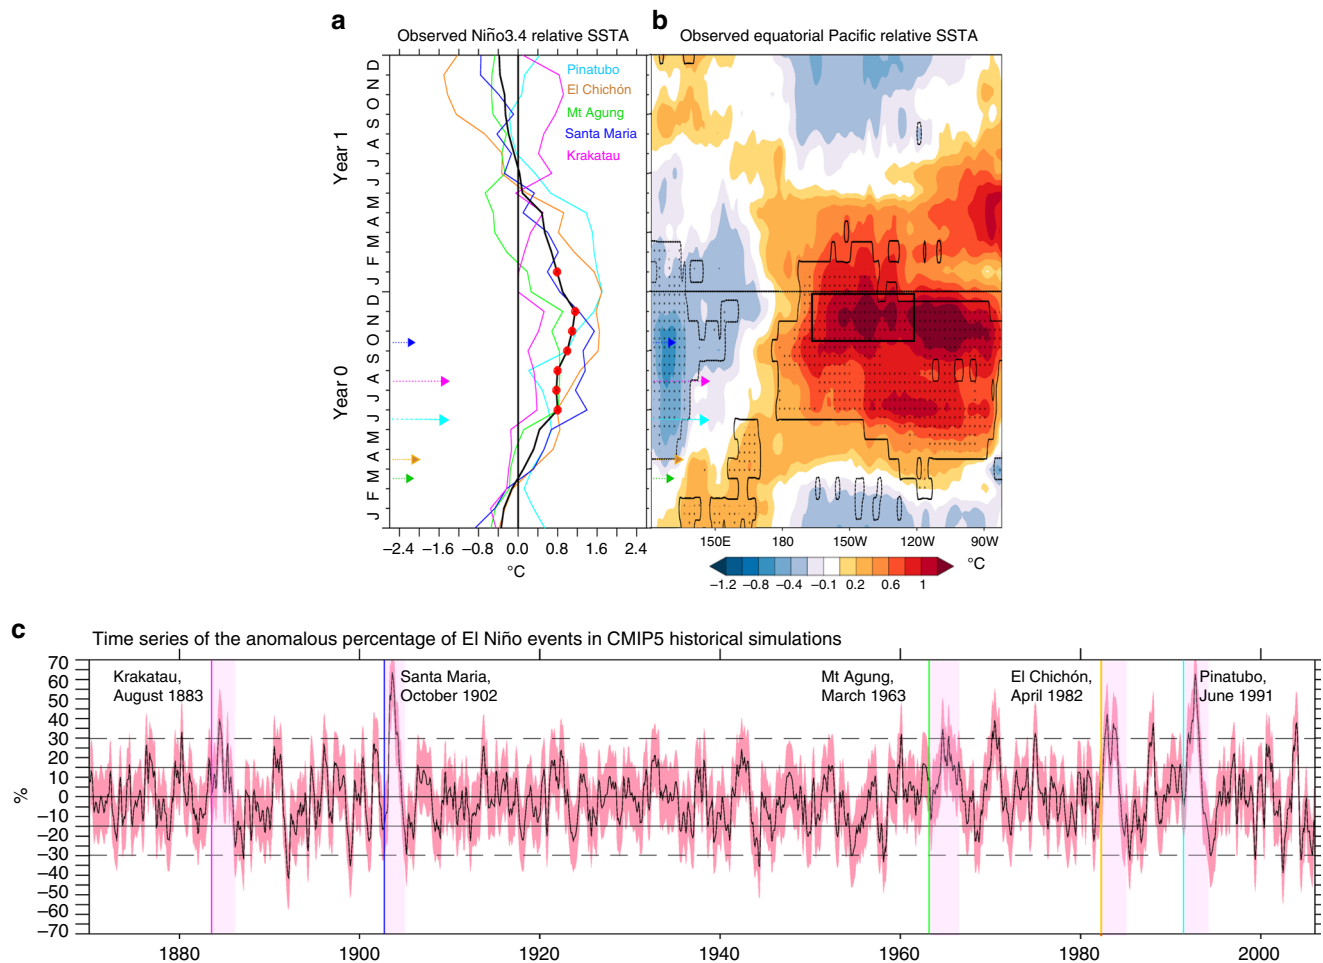 a
b
Observed Niño3.4 relative SSTA
Observed equatorial Pacific relative SSTA
Pinatubo
El Chichón
Mt Agung
Santa Maria
Krakatau
Year 1
D
N
O
S
A
J
J
M
A
M
F
J
Year 0
D
N
O
S
A
J
J
M
A
M
F
J
−2.4 −1.6 −0.8 0.0 0.8 1.6 2.4
°C
150E 180 150W 120W 90W
−1.2 −0.8 −0.4 −0.1 0.2 0.6 1
°C
c
Time series of the anomalous percentage of El Niño events in CMIP5 historical simulations
%
70
60
50
40
30
20
10
0
−10
−20
−30
−40
−50
−60
−70
Krakatau,
August 1883
Santa Maria,
October 1902
Mt Agung,
March 1963
El Chichón,
April 1982
Pinatubo,
June 1991
1880 1900 1920 1940 1960 1980 2000